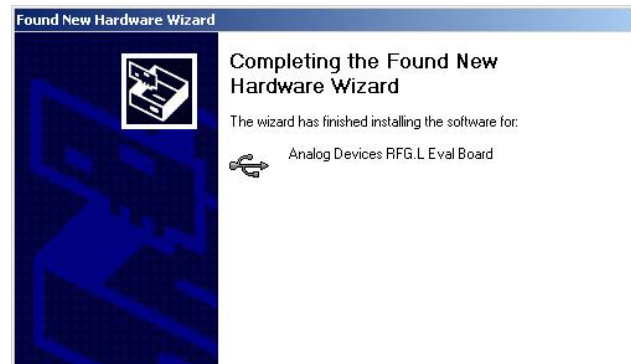 Found New Hardware Wizard
Completing the Found New
Hardware Wizard
The wizard has finished installing the software for:
Analog Devices RFG.L Eval Board